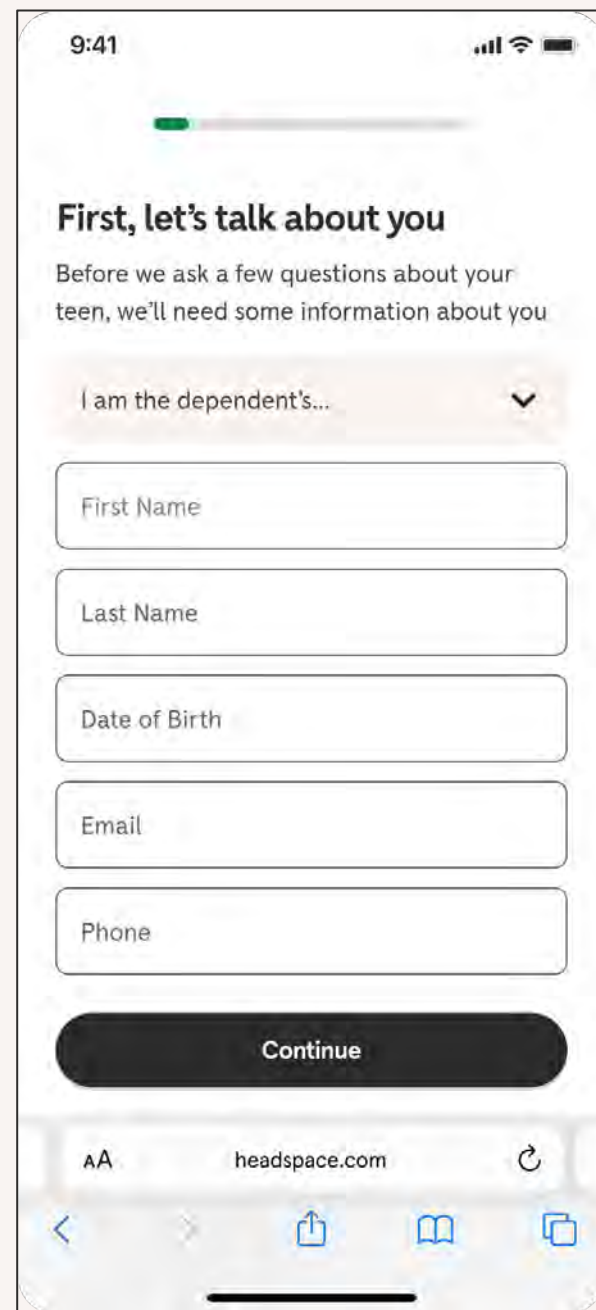 9:41
First, let's talk about you
Before we ask a few questions about your
teen, we'll need some information about you
I am the dependent's...
First Name
Last Name
Date of Birth
Email
Phone
Continue
AA headspace.com